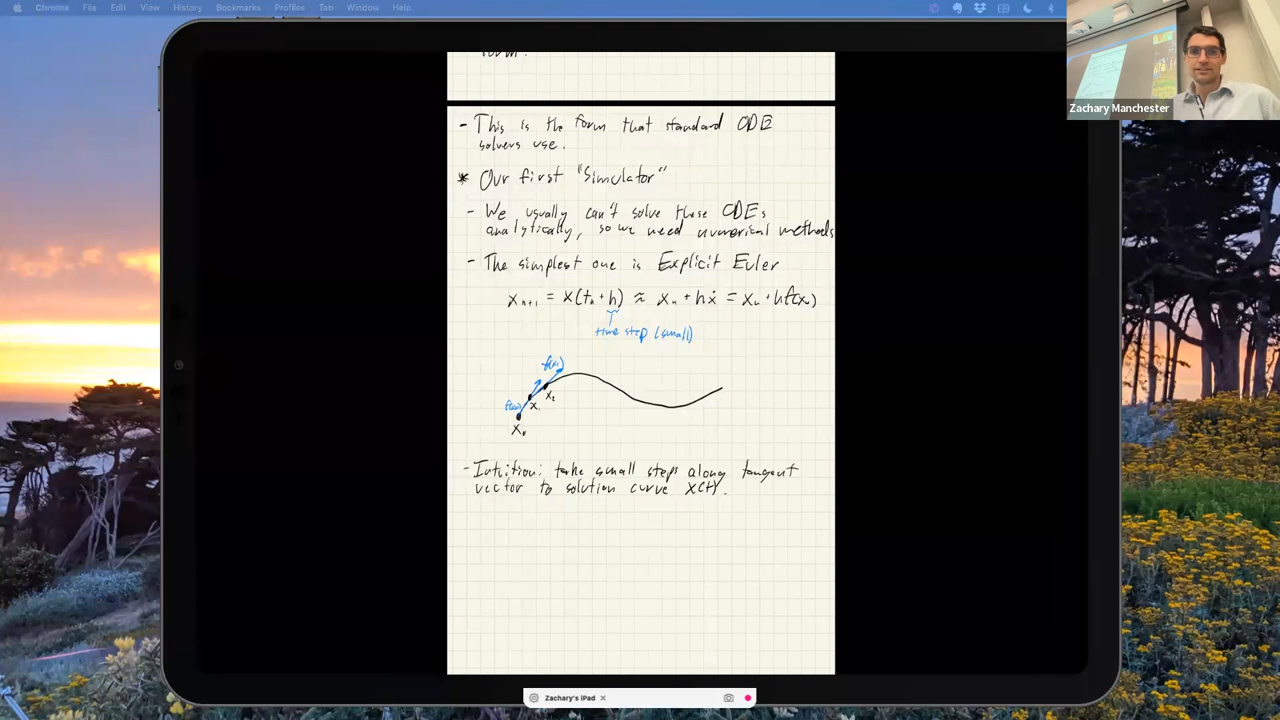 Chrome File Edit View History Bookmarks Profiles Tab Window Help
Zachary Manchester
form.
- This is the form that standard ODE
solvers use.
* Our first "Simulator"
- We usually can't solve these ODEs
analytically, so we need numerical methods
- The simplest one is Explicit Euler
xₙ₊₁ = x(tₙ + h) ≈ xₙ + hẋ = xₙ + hf(xₙ)
time step (small)
f(x₁)
f(x₀)
x₂
x₁
x₀
- Intuition: take small steps along tangent
vector to solution curve x(t).
Zachary's iPad